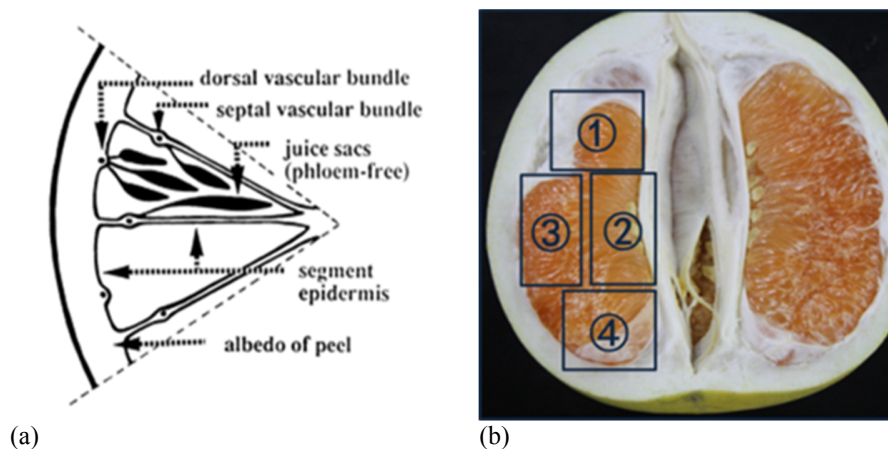 dorsal vascular bundle
septal vascular bundle
juice sacs
(phloem-free)
segment
epidermis
albedo of peel
(a)
①
②
③
④
(b)